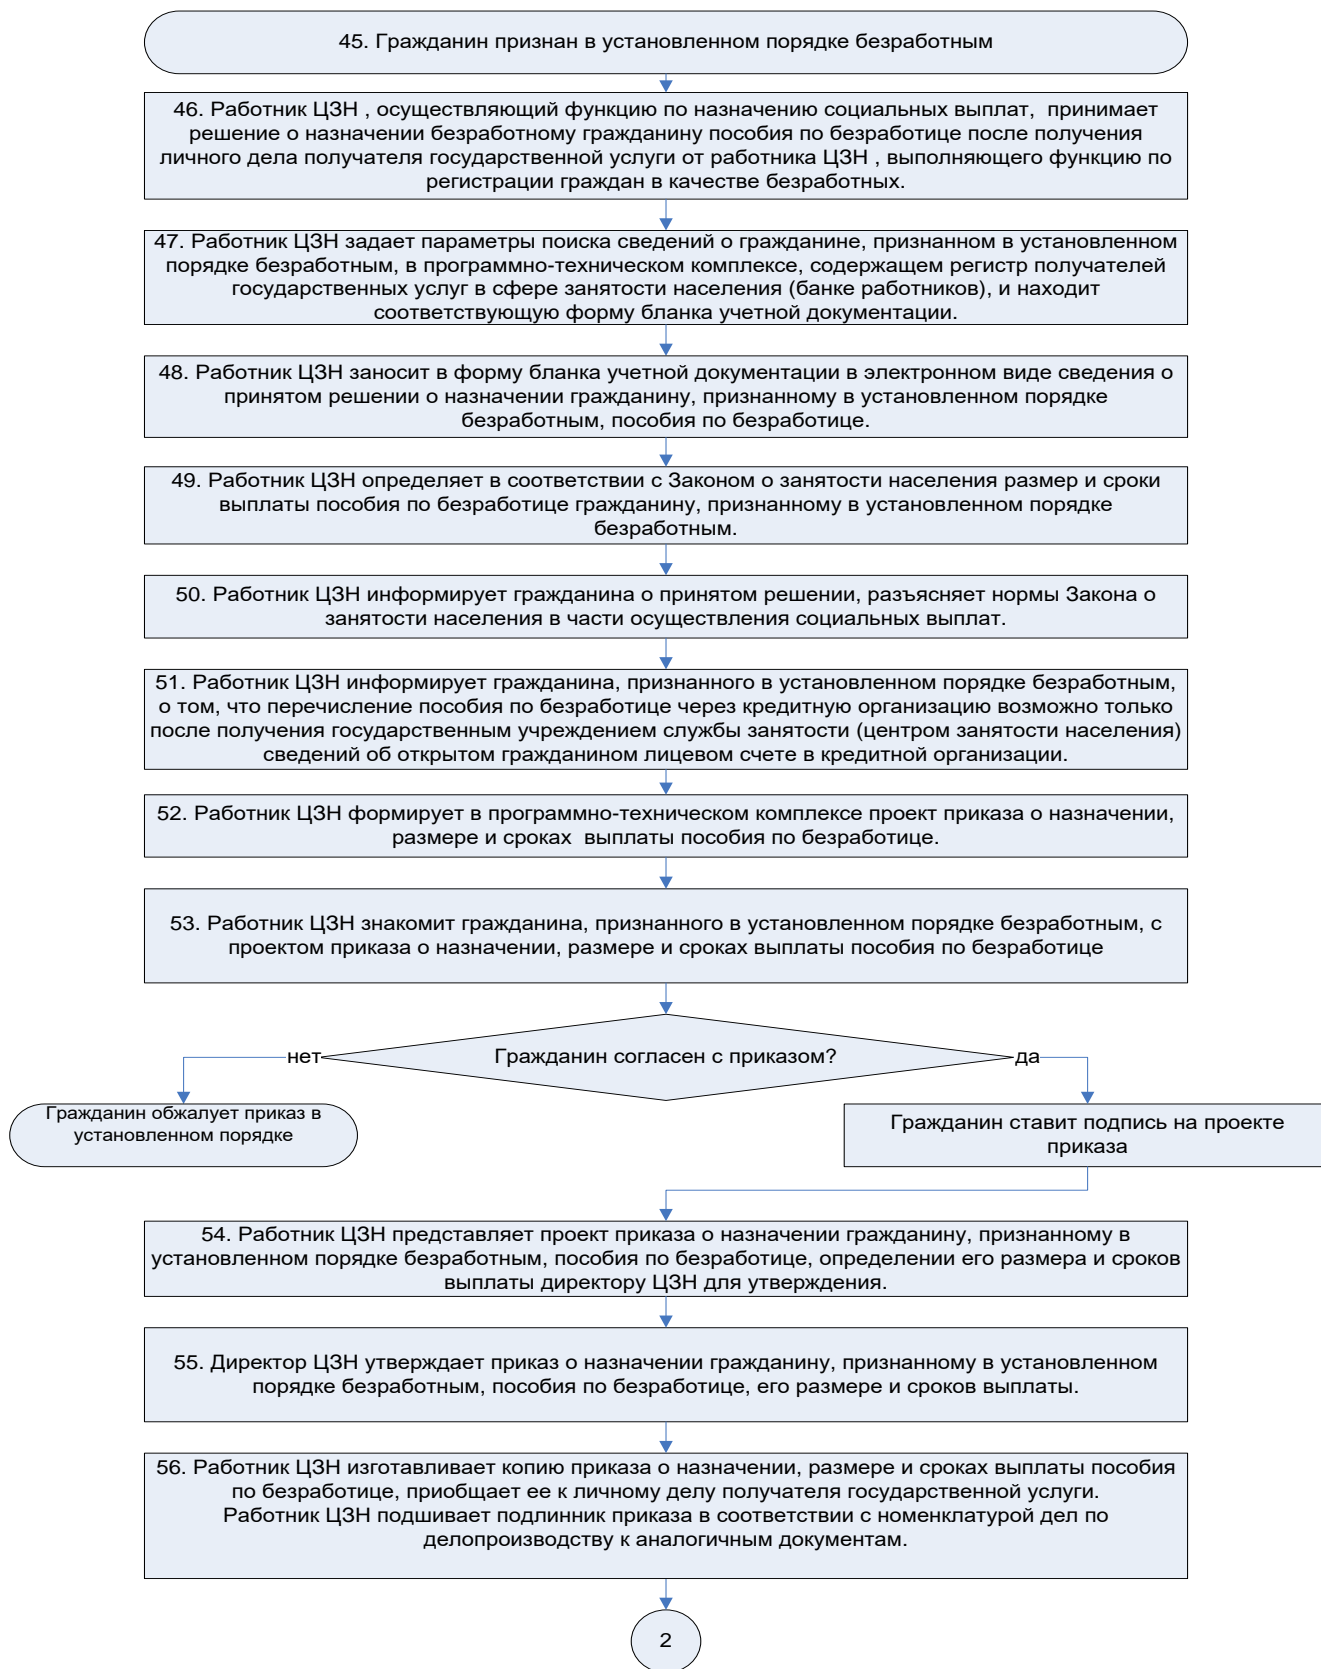 45. Гражданин признан в установленном порядке безработным
46. Работник ЦЗН , осуществляющий функцию по назначению социальных выплат,  принимает
решение о назначении безработному гражданину пособия по безработице после получения
личного дела получателя государственной услуги от работника ЦЗН , выполняющего функцию по
регистрации граждан в качестве безработных.
47. Работник ЦЗН задает параметры поиска сведений о гражданине, признанном в установленном
порядке безработным, в программно-техническом комплексе, содержащем регистр получателей
государственных услуг в сфере занятости населения (банке работников), и находит
соответствующую форму бланка учетной документации.
48. Работник ЦЗН заносит в форму бланка учетной документации в электронном виде сведения о
принятом решении о назначении гражданину, признанному в установленном порядке
безработным, пособия по безработице.
49. Работник ЦЗН определяет в соответствии с Законом о занятости населения размер и сроки
выплаты пособия по безработице гражданину, признанному в установленном порядке
безработным.
50. Работник ЦЗН информирует гражданина о принятом решении, разъясняет нормы Закона о
занятости населения в части осуществления социальных выплат.
51. Работник ЦЗН информирует гражданина, признанного в установленном порядке безработным,
о том, что перечисление пособия по безработице через кредитную организацию возможно только
после получения государственным учреждением службы занятости (центром занятости населения)
сведений об открытом гражданином лицевом счете в кредитной организации.
52. Работник ЦЗН формирует в программно-техническом комплексе проект приказа о назначении,
размере и сроках  выплаты пособия по безработице.
53. Работник ЦЗН знакомит гражданина, признанного в установленном порядке безработным, с
проектом приказа о назначении, размере и сроках выплаты пособия по безработице
нет
Гражданин согласен с приказом?
да
Гражданин обжалует приказ в
установленном порядке
Гражданин ставит подпись на проекте
приказа
54. Работник ЦЗН представляет проект приказа о назначении гражданину, признанному в
установленном порядке безработным, пособия по безработице, определении его размера и сроков
выплаты директору ЦЗН для утверждения.
55. Директор ЦЗН утверждает приказ о назначении гражданину, признанному в установленном
порядке безработным, пособия по безработице, его размере и сроков выплаты.
56. Работник ЦЗН изготавливает копию приказа о назначении, размере и сроках выплаты пособия
по безработице, приобщает ее к личному делу получателя государственной услуги.
Работник ЦЗН подшивает подлинник приказа в соответствии с номенклатурой дел по
делопроизводству к аналогичным документам.
2